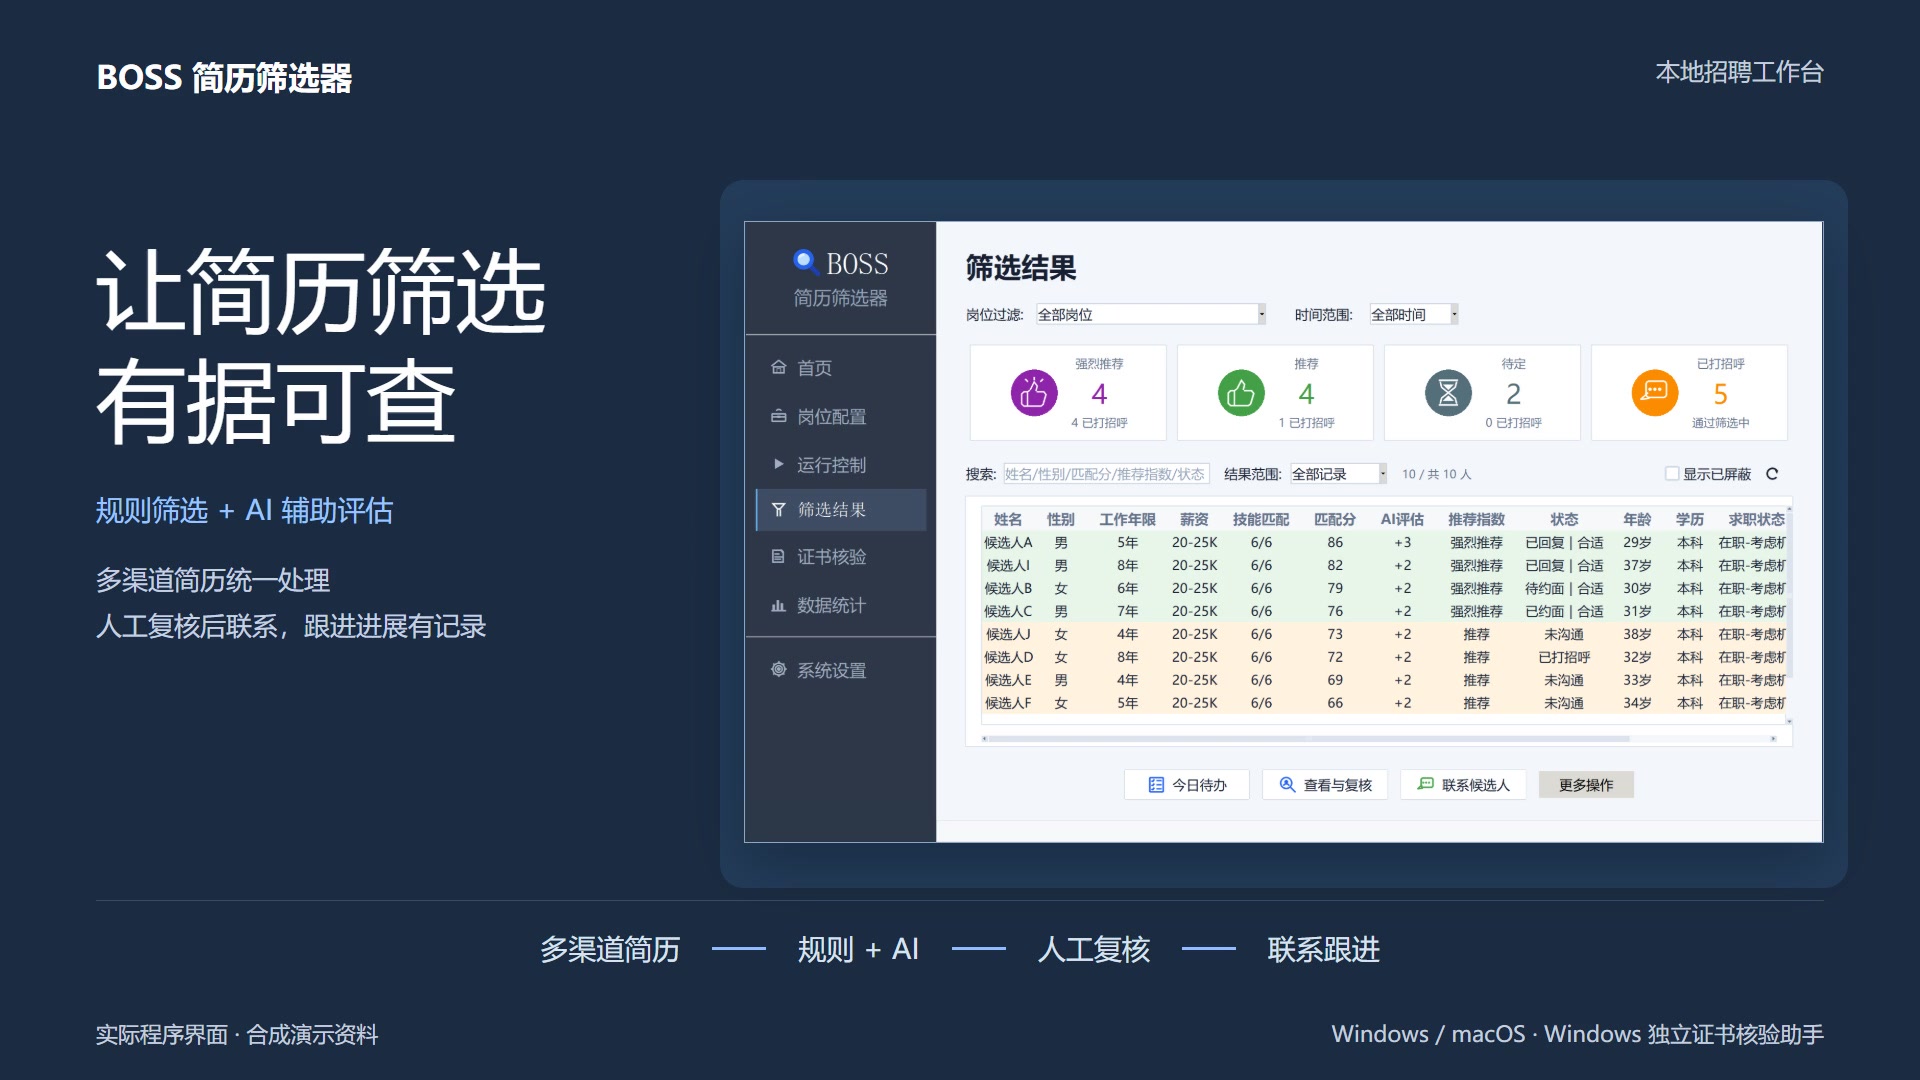 BOSS 简历筛选器
本地招聘工作台
让简历筛选
有据可查
规则筛选 + AI 辅助评估
多渠道简历统一处理
人工复核后联系，跟进进展有记录
BOSS
简历筛选器
首页
岗位配置
运行控制
筛选结果
证书核验
数据统计
系统设置
筛选结果
岗位过滤: 全部岗位 时间范围: 全部时间
强烈推荐
4
4 已打招呼
推荐
4
1 已打招呼
待定
2
0 已打招呼
已打招呼
5
通过筛选中
搜索: 姓名/性别/匹配分/推荐指数/状态 结果范围: 全部记录 10 / 共 10 人 显示已屏蔽
姓名 性别 工作年限 薪资 技能匹配 匹配分 AI评估 推荐指数 状态 年龄 学历 求职状态
候选人A 男 5年 20-25K 6/6 86 +3 强烈推荐 已回复 | 合适 29岁 本科 在职-考虑机
候选人I 男 8年 20-25K 6/6 82 +2 强烈推荐 已回复 | 合适 37岁 本科 在职-考虑机
候选人B 女 6年 20-25K 6/6 79 +2 强烈推荐 待约面 | 合适 30岁 本科 在职-考虑机
候选人C 男 7年 20-25K 6/6 76 +2 强烈推荐 已约面 | 合适 31岁 本科 在职-考虑机
候选人J 女 4年 20-25K 6/6 73 +2 推荐 未沟通 38岁 本科 在职-考虑机
候选人D 女 8年 20-25K 6/6 72 +2 推荐 已打招呼 32岁 本科 在职-考虑机
候选人E 男 4年 20-25K 6/6 69 +2 推荐 未沟通 33岁 本科 在职-考虑机
候选人F 女 5年 20-25K 6/6 66 +2 推荐 未沟通 34岁 本科 在职-考虑机
今日待办 查看与复核 联系候选人 更多操作
多渠道简历 规则 + AI 人工复核 联系跟进
实际程序界面 · 合成演示资料
Windows / macOS · Windows 独立证书核验助手